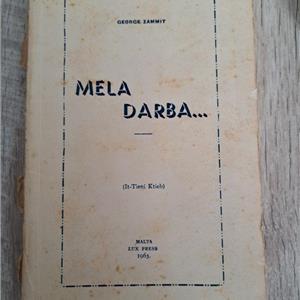 GEORGE ZAMMIT
MELA
DARBA...
(It-Tieni Ktieb)
MALTA
LUX PRESS
1963.